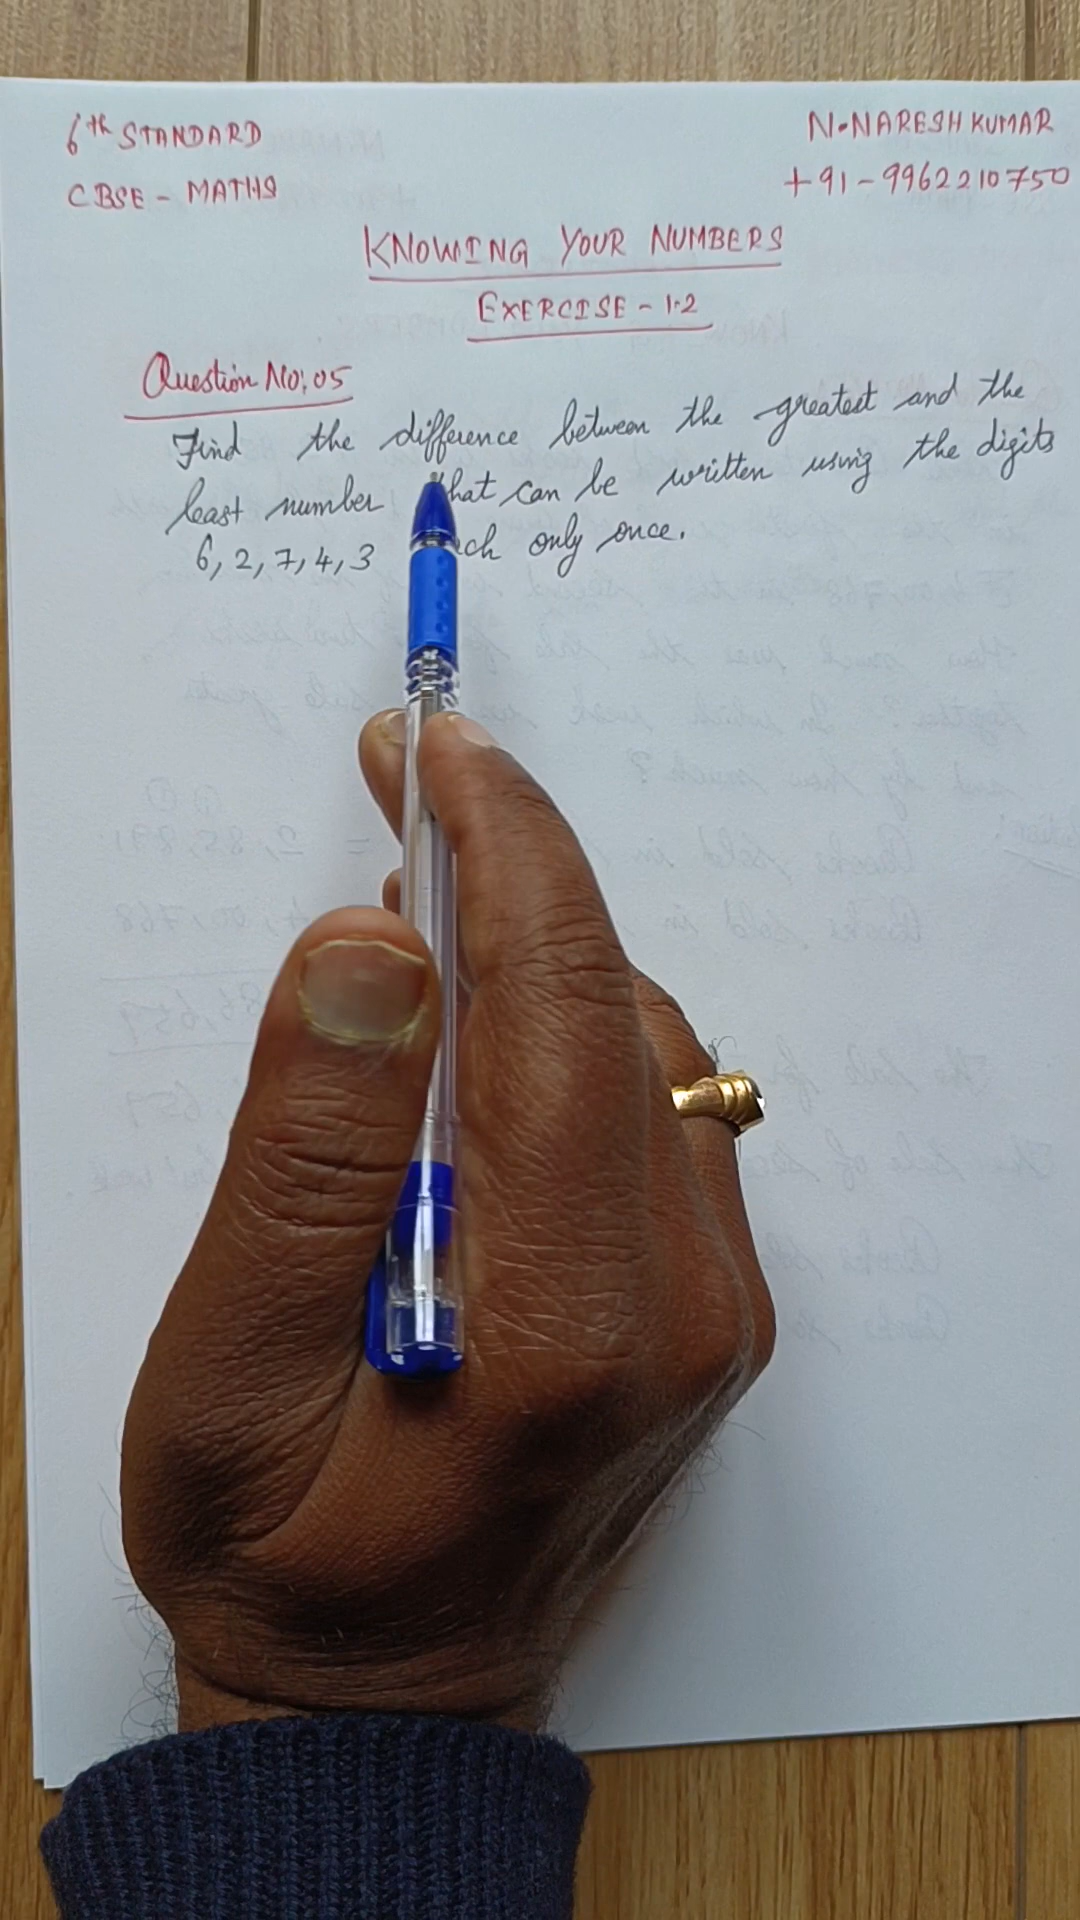 6th STANDARD
N. NARESH KUMAR
CBSE - MATHS
+91-9962210750
KNOWING YOUR NUMBERS
EXERCISE - 1.2
Question No: 05
Find the difference between the greatest and the
least number that can be written using the digits
6, 2, 7, 4, 3 only once.